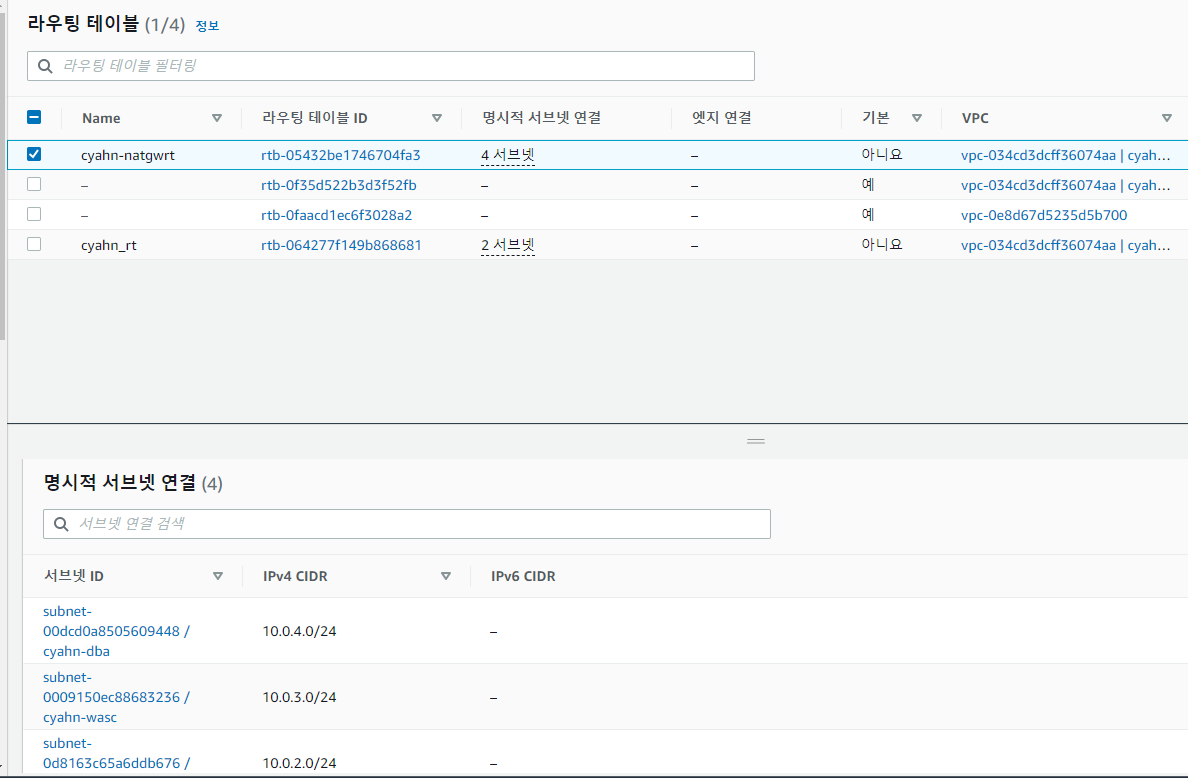 라우팅 테이블 (1/4) 정보
라우팅 테이블 필터링
Name 라우팅 테이블 ID 명시적 서브넷 연결 엣지 연결 기본 VPC
cyahn-natgwrt rtb-05432be1746704fa3 4 서브넷 – 아니요 vpc-034cd3dcff36074aa | cyah...
– rtb-0f35d522b3d3f52fb – – 예 vpc-034cd3dcff36074aa | cyah...
– rtb-0faacd1ec6f3028a2 – – 예 vpc-0e8d67d5235d5b700
cyahn_rt rtb-064277f149b868681 2 서브넷 – 아니요 vpc-034cd3dcff36074aa | cyah...
명시적 서브넷 연결 (4)
서브넷 연결 검색
서브넷 ID IPv4 CIDR IPv6 CIDR
subnet-
00dcd0a8505609448 / 10.0.4.0/24 –
cyahn-dba
subnet-
0009150ec88683236 / 10.0.3.0/24 –
cyahn-wasc
subnet-
0d8163c65a6ddb676 / 10.0.2.0/24 –